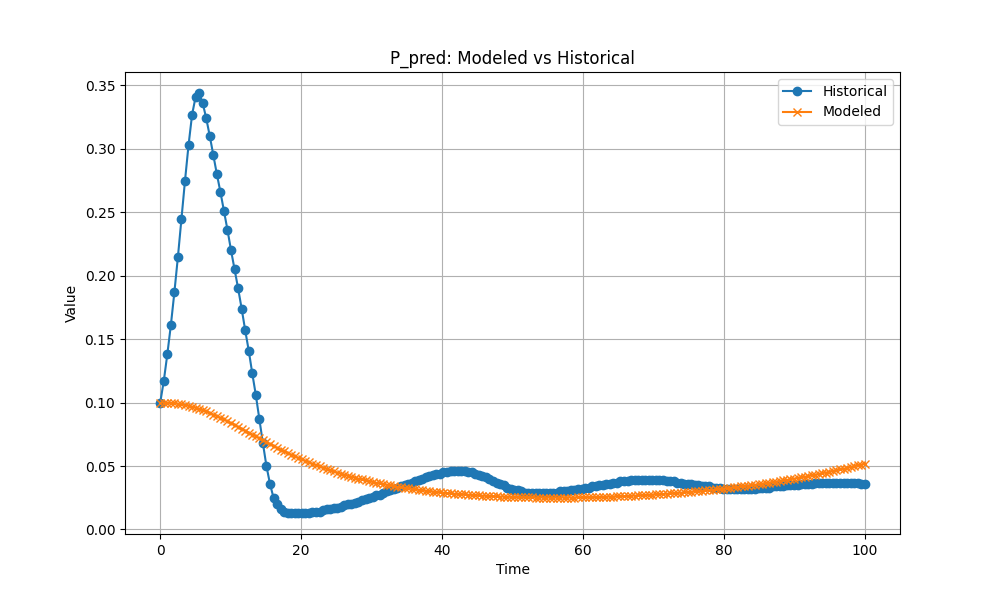 P_pred: Modeled vs Historical
Historical
Modeled
0.35
0.30
0.25
0.20
0.15
0.10
0.05
0.00
Value
0 20 40 60 80 100
Time